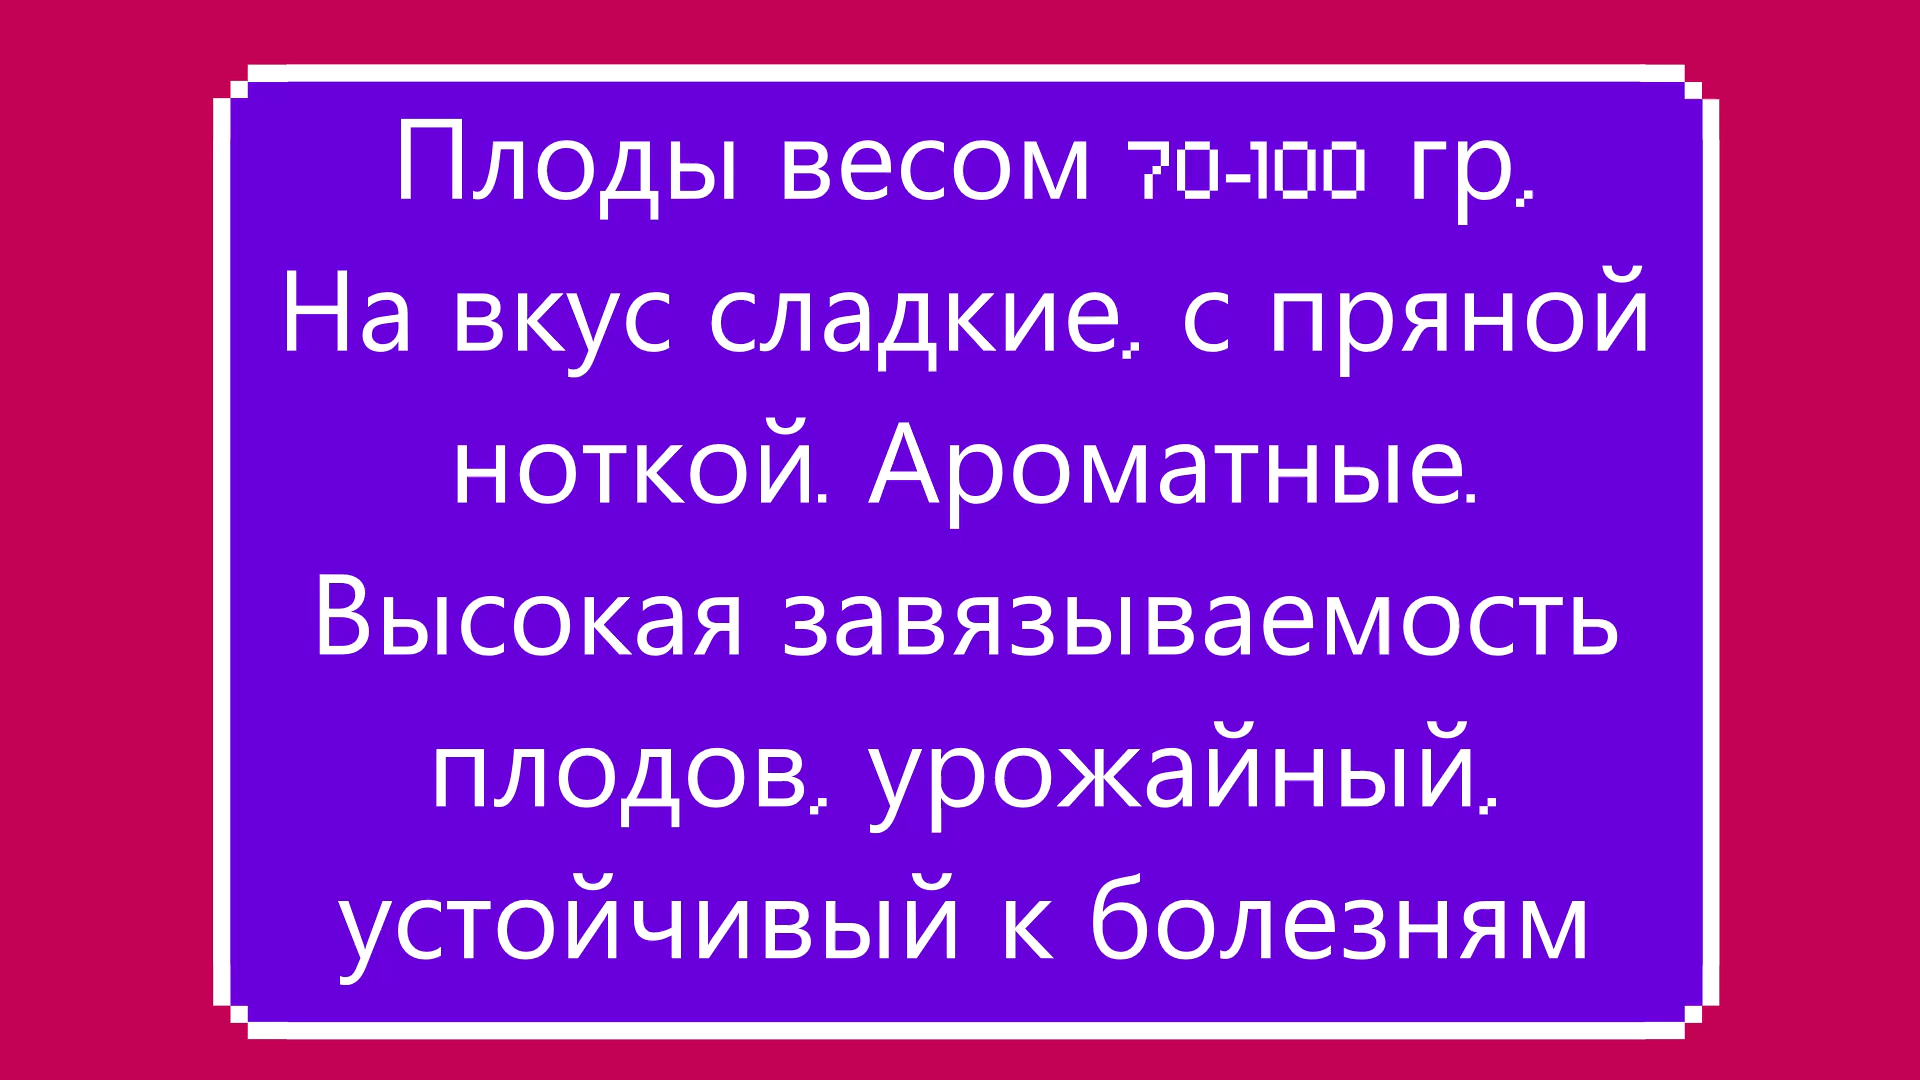 Плоды весом 70-100 гр,
На вкус сладкие, с пряной
ноткой. Ароматные.
Высокая завязываемость
плодов, урожайный,
устойчивый к болезням